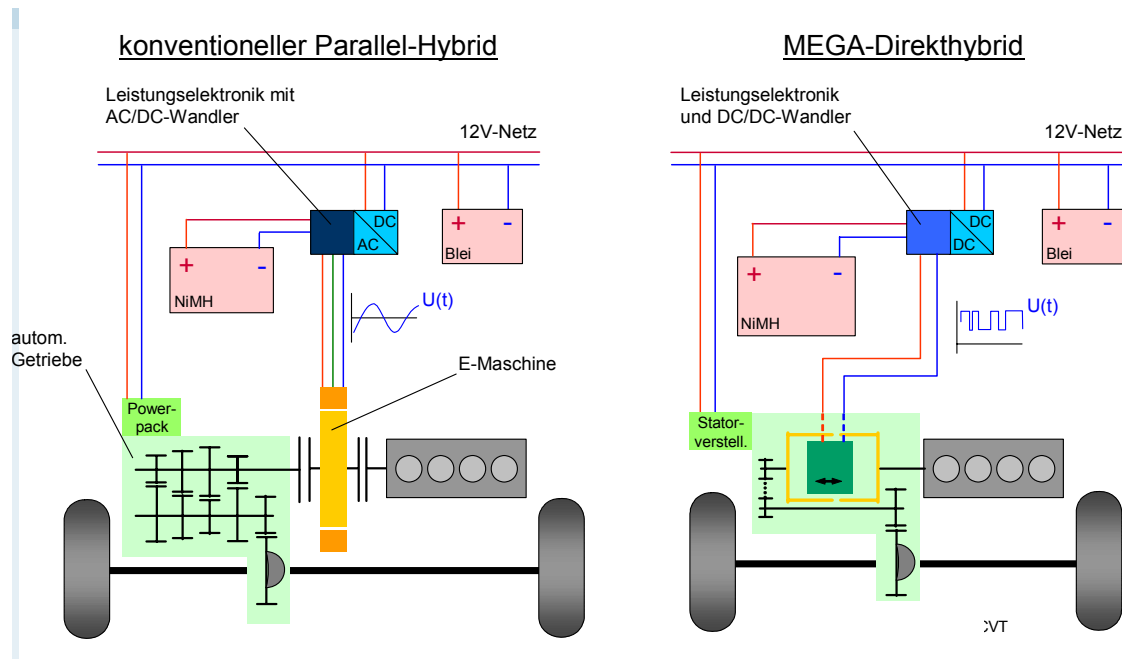 konventioneller Parallel-Hybrid
Leistungselektronik mit
AC/DC-Wandler
12V-Netz
DC
AC
+ -
Blei
+ -
NiMH
U(t)
autom.
Getriebe
E-Maschine
Power-
pack
MEGA-Direkthybrid
Leistungselektronik
und DC/DC-Wandler
12V-Netz
DC
DC
+ -
Blei
+ -
NiMH
U(t)
Stator-
verstell.
VT